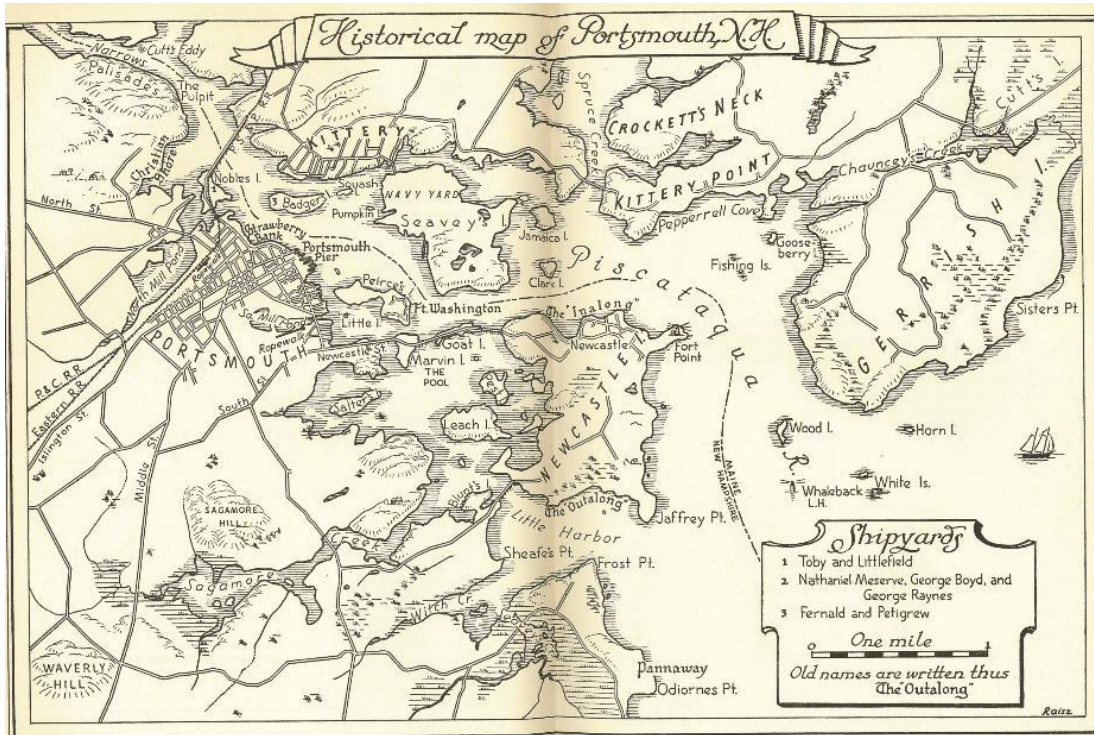 Historical map of Portsmouth, N.H.
Narrows
Cutts Eddy
Palisades
The Pulpit
Christian Shore
Nobles I.
North St.
North Mill Pond
Strawberry Bank
Portsmouth Pier
KITTERY
3 Badger's I.
Squash I.
Pumpkin I.
NAVY YARD
Seavey's I.
Jamaica I.
Clark I.
Spruce Creek
CROCKETT'S NECK
KITTERY POINT
Pepperrell Cove
Chauncey's Creek
Cutt's I.
Gooseberry I.
Fishing Is.
GERRISH I.
Sisters Pt.
Piscataqua R.
Peirce's I.
Ft. Washington
Little I.
The "Inalong"
Newcastle
Fort Point
So. Mill Pond
Ropewalk
PORTSMOUTH
Newcastle St.
Goat I.
Marvin I.
THE POOL
P.& C. R.R.
Eastern R.R.
Islington St.
Middle St.
South St.
Salter's I.
Leach I.
NEWCASTLE I.
Wood I.
Horn I.
MAINE
NEW HAMPSHIRE
White Is.
Whaleback L.H.
SAGAMORE HILL
Blunt's I.
The "Outalong"
Jaffrey Pt.
Little Harbor
Sheafe's Pt.
Frost Pt.
Sagamore Creek
Witch Cr.
WAVERLY HILL
Pannaway
Odiornes Pt.
Shipyards
1 Toby and Littlefield
2 Nathaniel Meserve, George Boyd, and
George Raynes
3 Fernald and Petigrew
0 One mile 1
Old names are written thus
The "Outalong"
Raisz